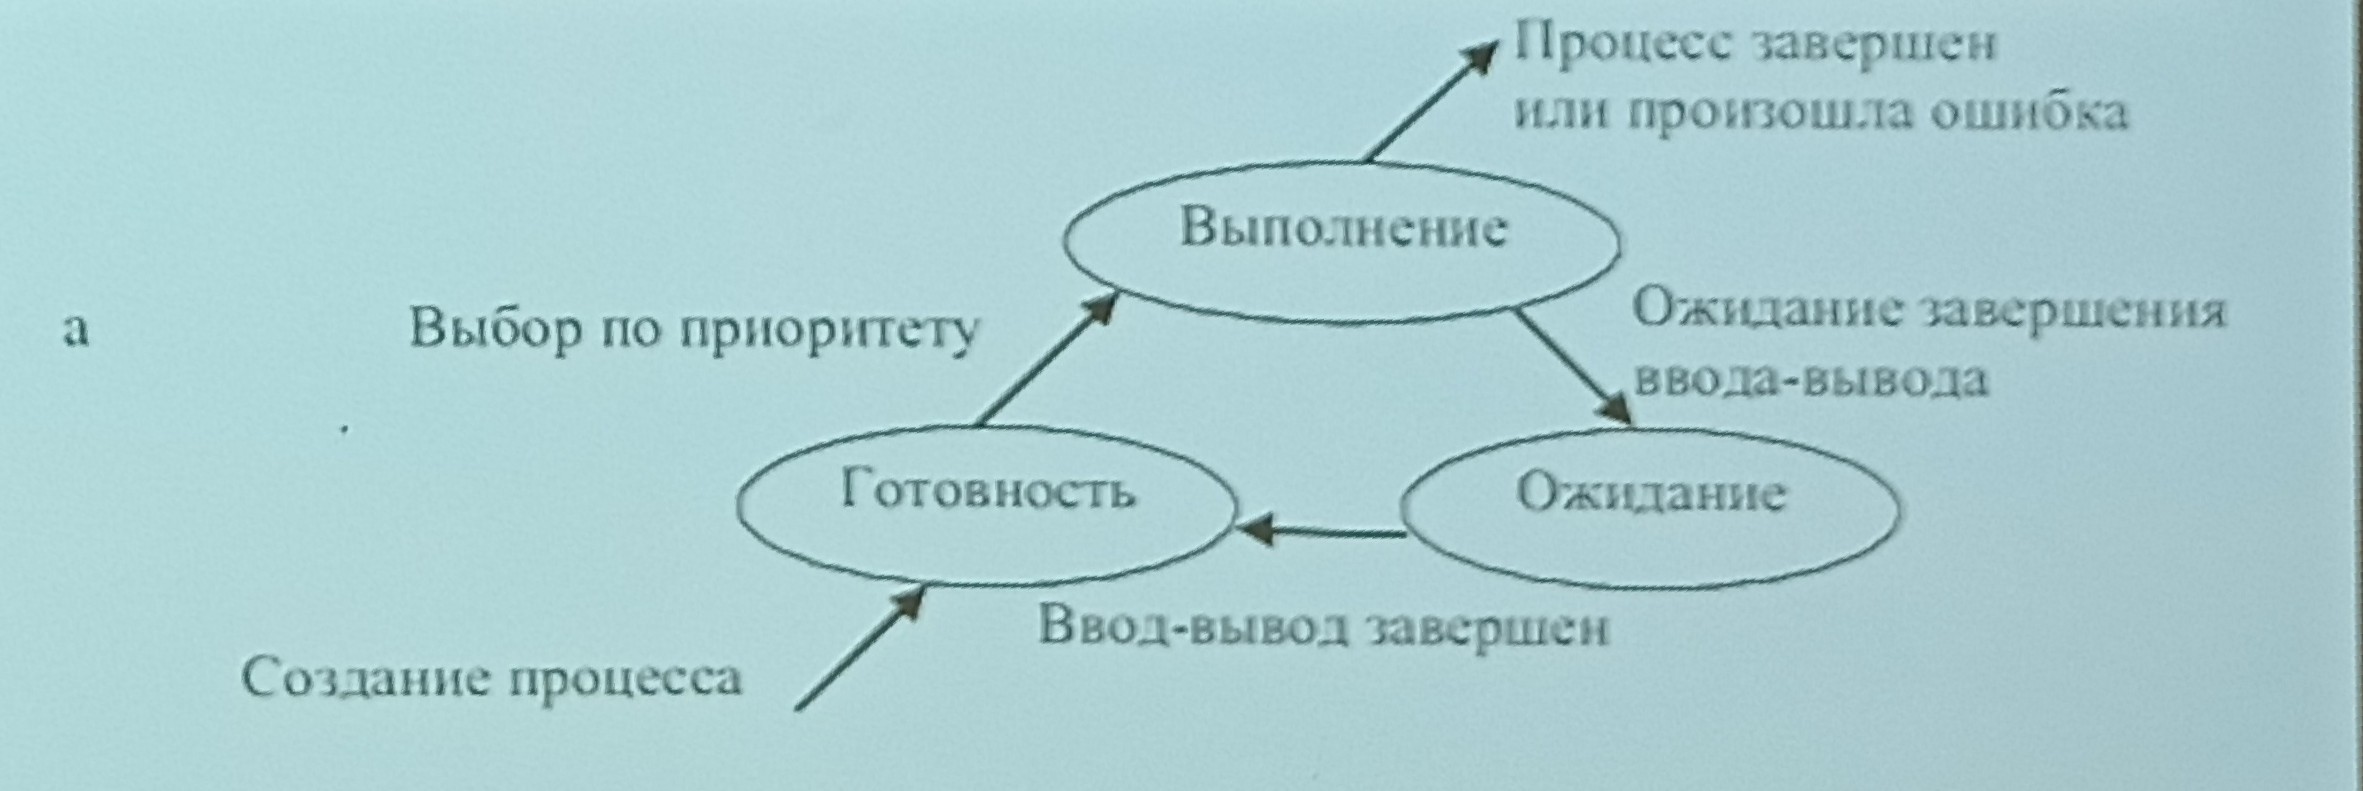 Процесс завершен
или произошла ошибка
Выполнение
Ожидание завершения
ввода-вывода
а
Выбор по приоритету
Готовность
Ожидание
Ввод-вывод завершен
Создание процесса